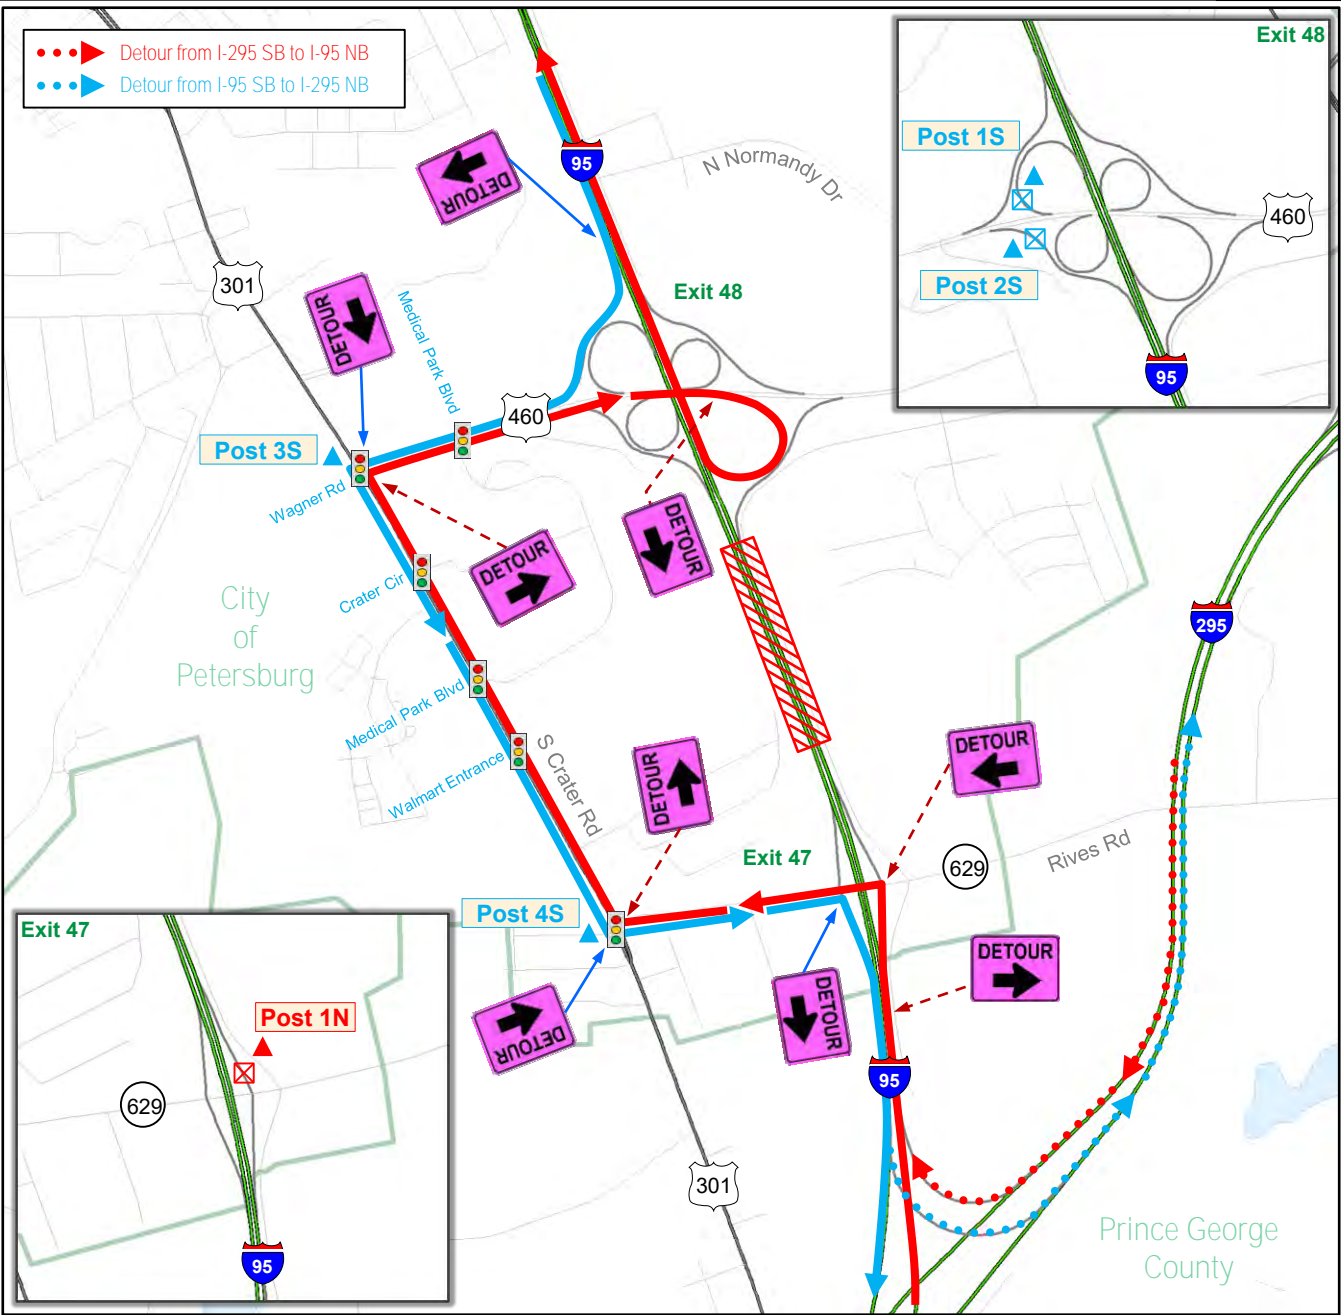 Detour from I-295 SB to I-95 NB
Detour from I-95 SB to I-295 NB
Exit 48
Post 1S
460
Post 2S
95
95
N Normandy Dr
DETOUR
301
Exit 48
DETOUR
Medical Park Blvd
460
Post 3S
Wagner Rd
DETOUR
DETOUR
Crater Cir
City
of
Petersburg
295
Medical Park Blvd
Walmart Entrance
S Crater Rd
DETOUR
DETOUR
Exit 47
629
Rives Rd
Post 4S
DETOUR
DETOUR
DETOUR
95
301
Prince George
County
Exit 47
Post 1N
629
95